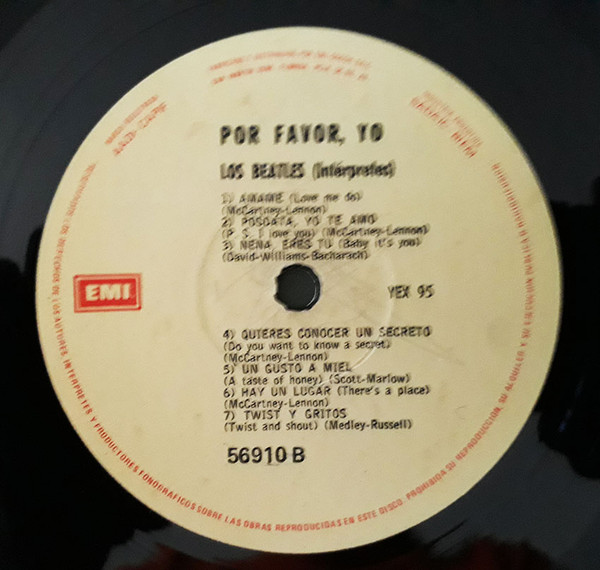 POR FAVOR, YO
LOS BEATLES (Intérpretes)
1) AMAME (Love me do)
(McCartney-Lennon)
2) POSDATA, YO TE AMO
(P. S. I love you) (McCartney-Lennon)
3) NENA, ERES TU (Baby it's you)
(David-Williams-Bacharach)
EMI
YEX 95
4) QUIERES CONOCER UN SECRETO
(Do you want to know a secret)
(McCartney-Lennon)
5) UN GUSTO A MIEL
(A taste of honey) (Scott-Marlow)
6) HAY UN LUGAR (There's a place)
(McCartney-Lennon)
7) TWIST Y GRITOS
(Twist and shout) (Medley-Russell)
56910 B
LOS AUTORES, INTERPRETES Y PRODUCTORES FONOGRAFICOS SOBRE LAS OBRAS REPRODUCIDAS EN ESTE DISCO. PROHIBIDA SU REPRODUCCION, SU ALQUILER Y SU EJECUCION PUBLICA